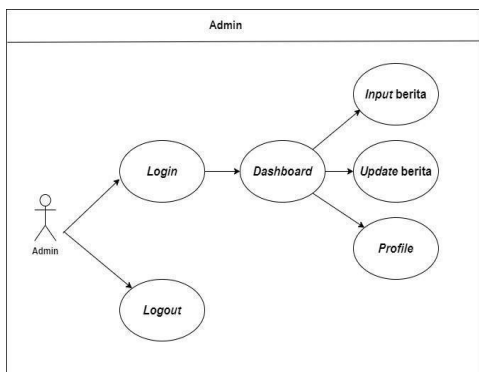 Admin
Input berita
Login
Dashboard
Update berita
Admin
Profile
Logout